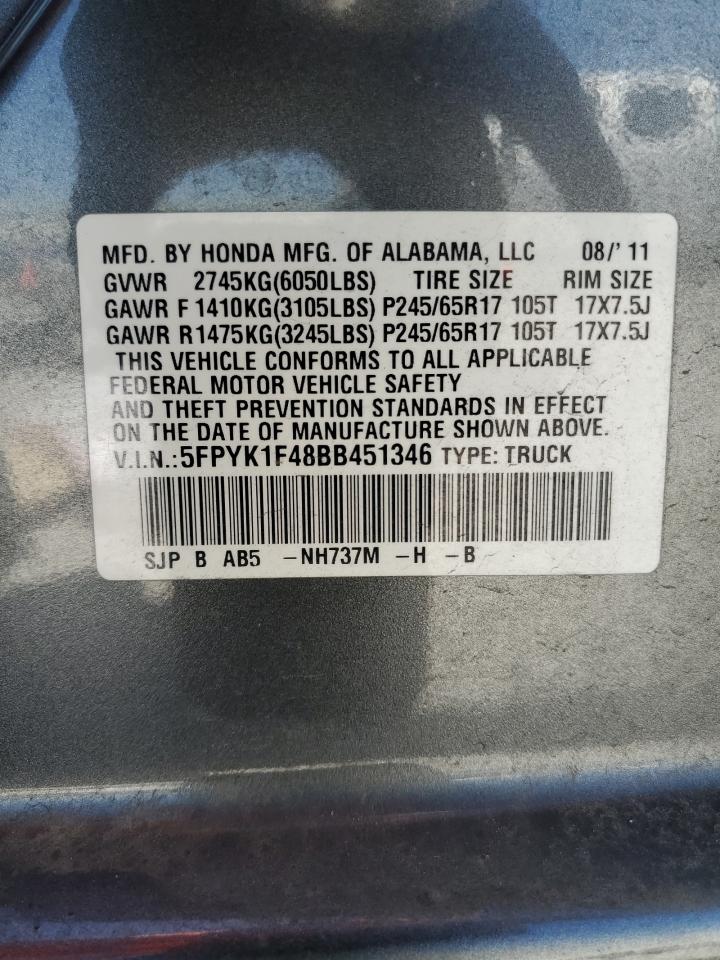 MFD. BY HONDA MFG. OF ALABAMA, LLC 08/'11
GVWR 2745KG(6050LBS) TIRE SIZE RIM SIZE
GAWR F 1410KG(3105LBS) P245/65R17 105T 17X7.5J
GAWR R 1475KG(3245LBS) P245/65R17 105T 17X7.5J
THIS VEHICLE CONFORMS TO ALL APPLICABLE
FEDERAL MOTOR VEHICLE SAFETY
AND THEFT PREVENTION STANDARDS IN EFFECT
ON THE DATE OF MANUFACTURE SHOWN ABOVE.
V.I.N.:5FPYK1F48BB451346 TYPE: TRUCK
SJP B AB5 -NH737M -H -B